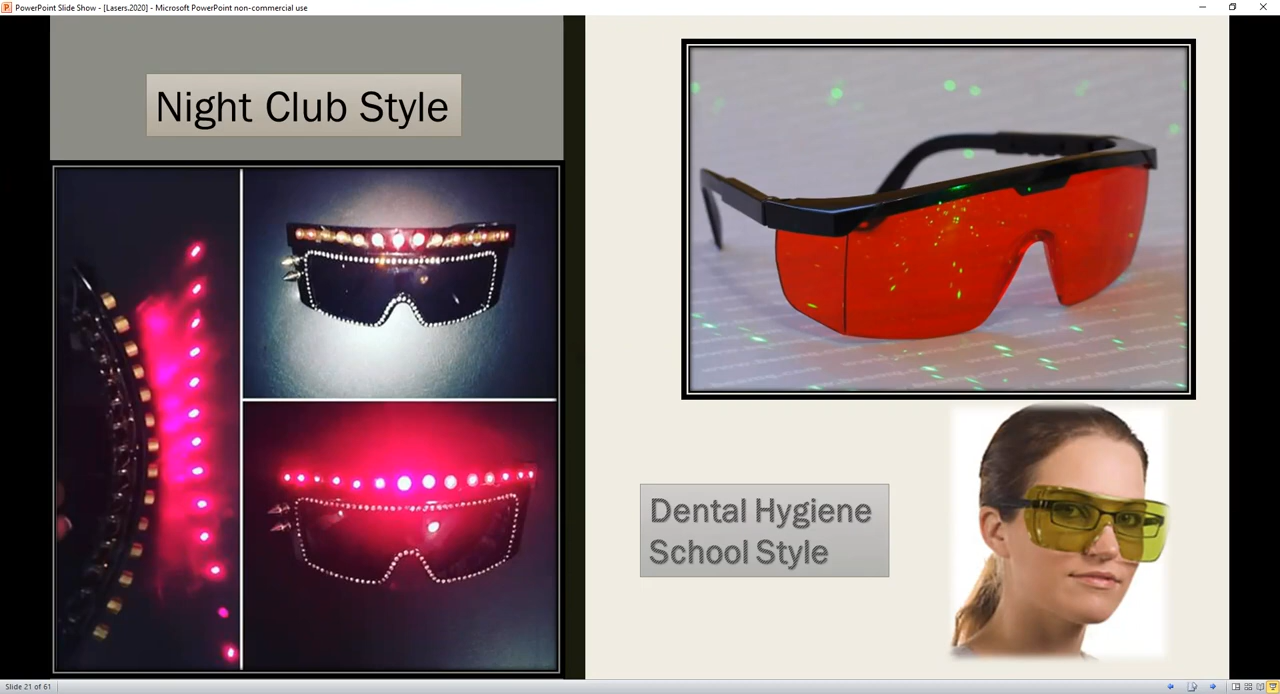 PowerPoint Slide Show - [Lasers.2020] - Microsoft PowerPoint non-commercial use
Night Club Style
Dental Hygiene
School Style
Slide 21 of 61